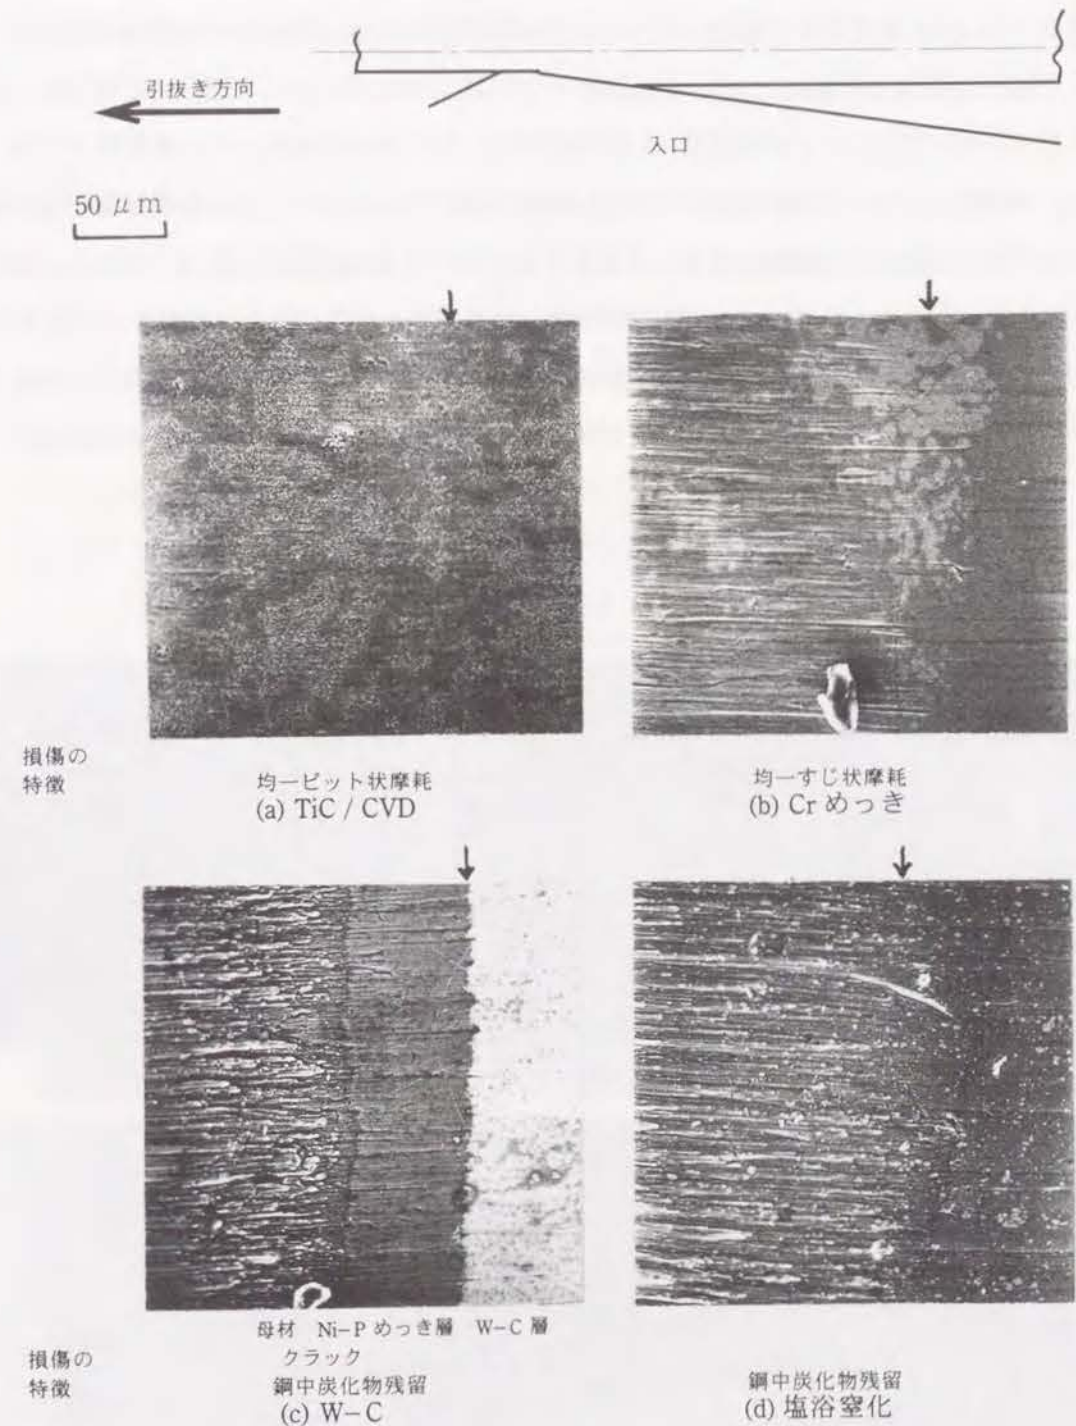 引抜き方向
入口
50 μm
損傷の
特徴
均一ピット状摩耗
(a) TiC / CVD
均一すじ状摩耗
(b) Cr めっき
母材 Ni-P めっき層 W-C 層
クラック
損傷の
特徴
鋼中炭化物残留
(c) W-C
鋼中炭化物残留
(d) 塩浴窒化